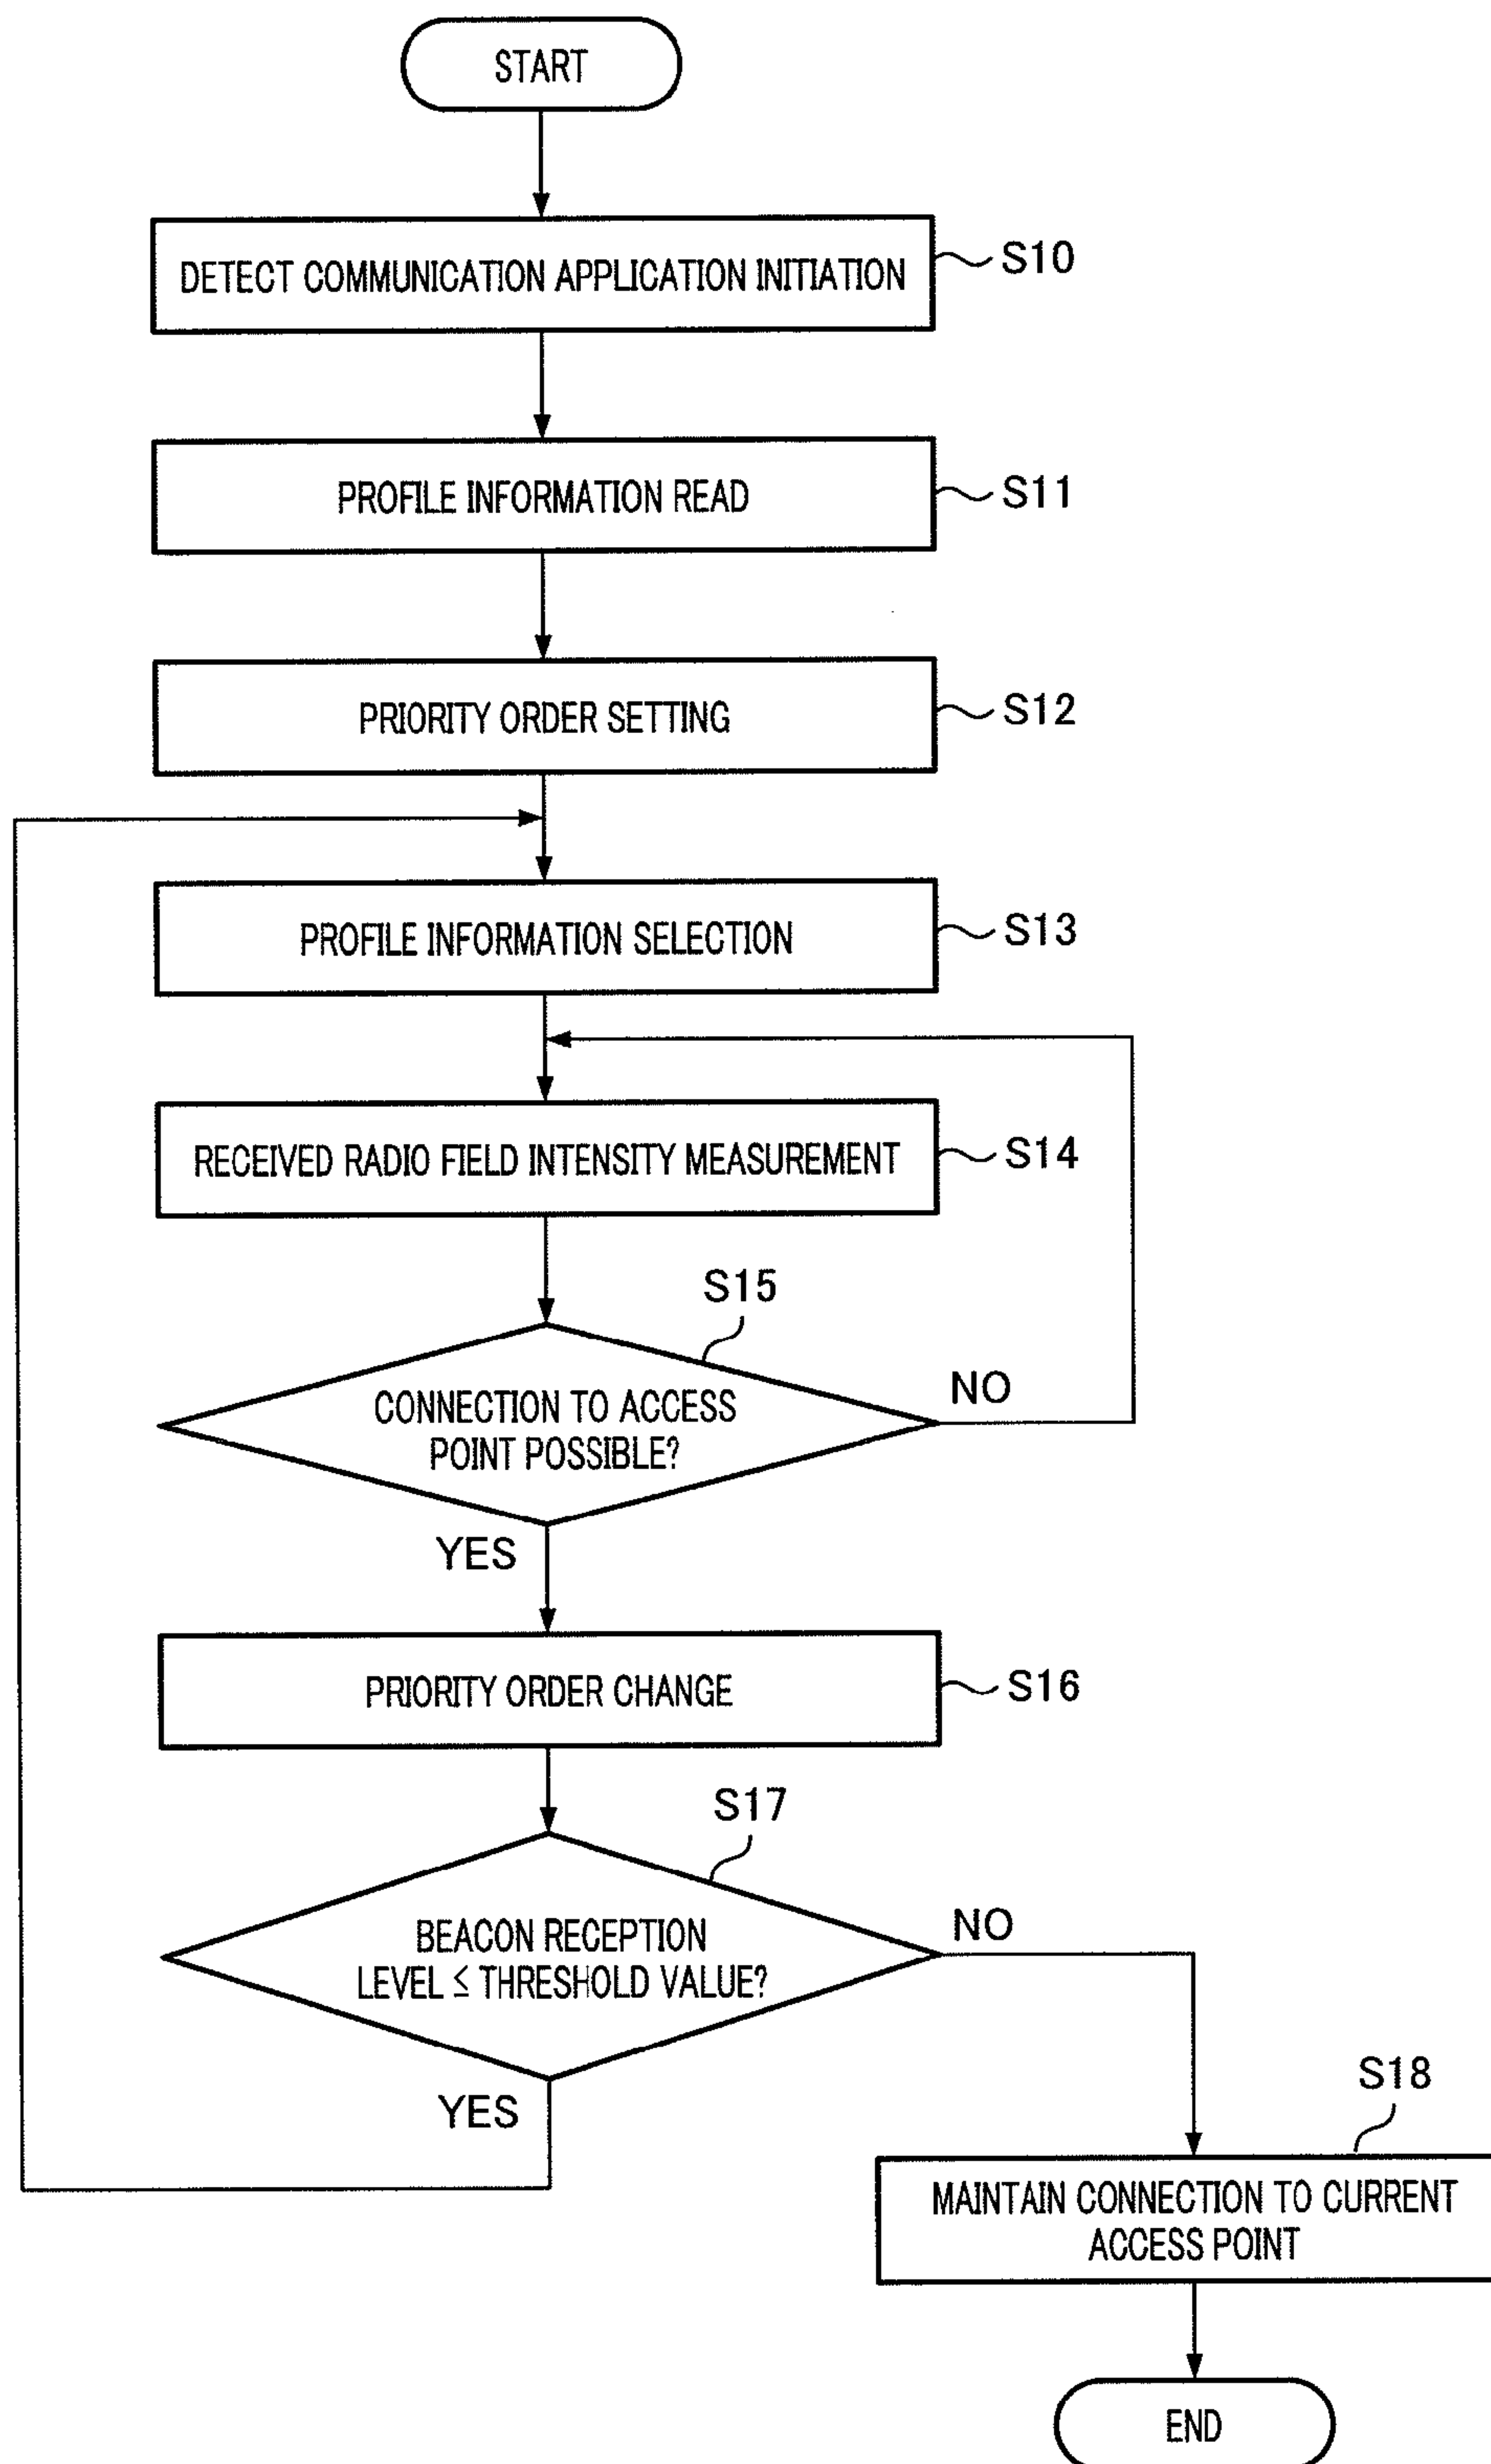 START
DETECT COMMUNICATION APPLICATION INITIATION
S10
PROFILE INFORMATION READ
S11
PRIORITY ORDER SETTING
S12
PROFILE INFORMATION SELECTION
S13
RECEIVED RADIO FIELD INTENSITY MEASUREMENT
S14
S15
CONNECTION TO ACCESS
POINT POSSIBLE?
NO
YES
PRIORITY ORDER CHANGE
S16
S17
BEACON RECEPTION
LEVEL ≤ THRESHOLD VALUE?
NO
YES
S18
MAINTAIN CONNECTION TO CURRENT
ACCESS POINT
END